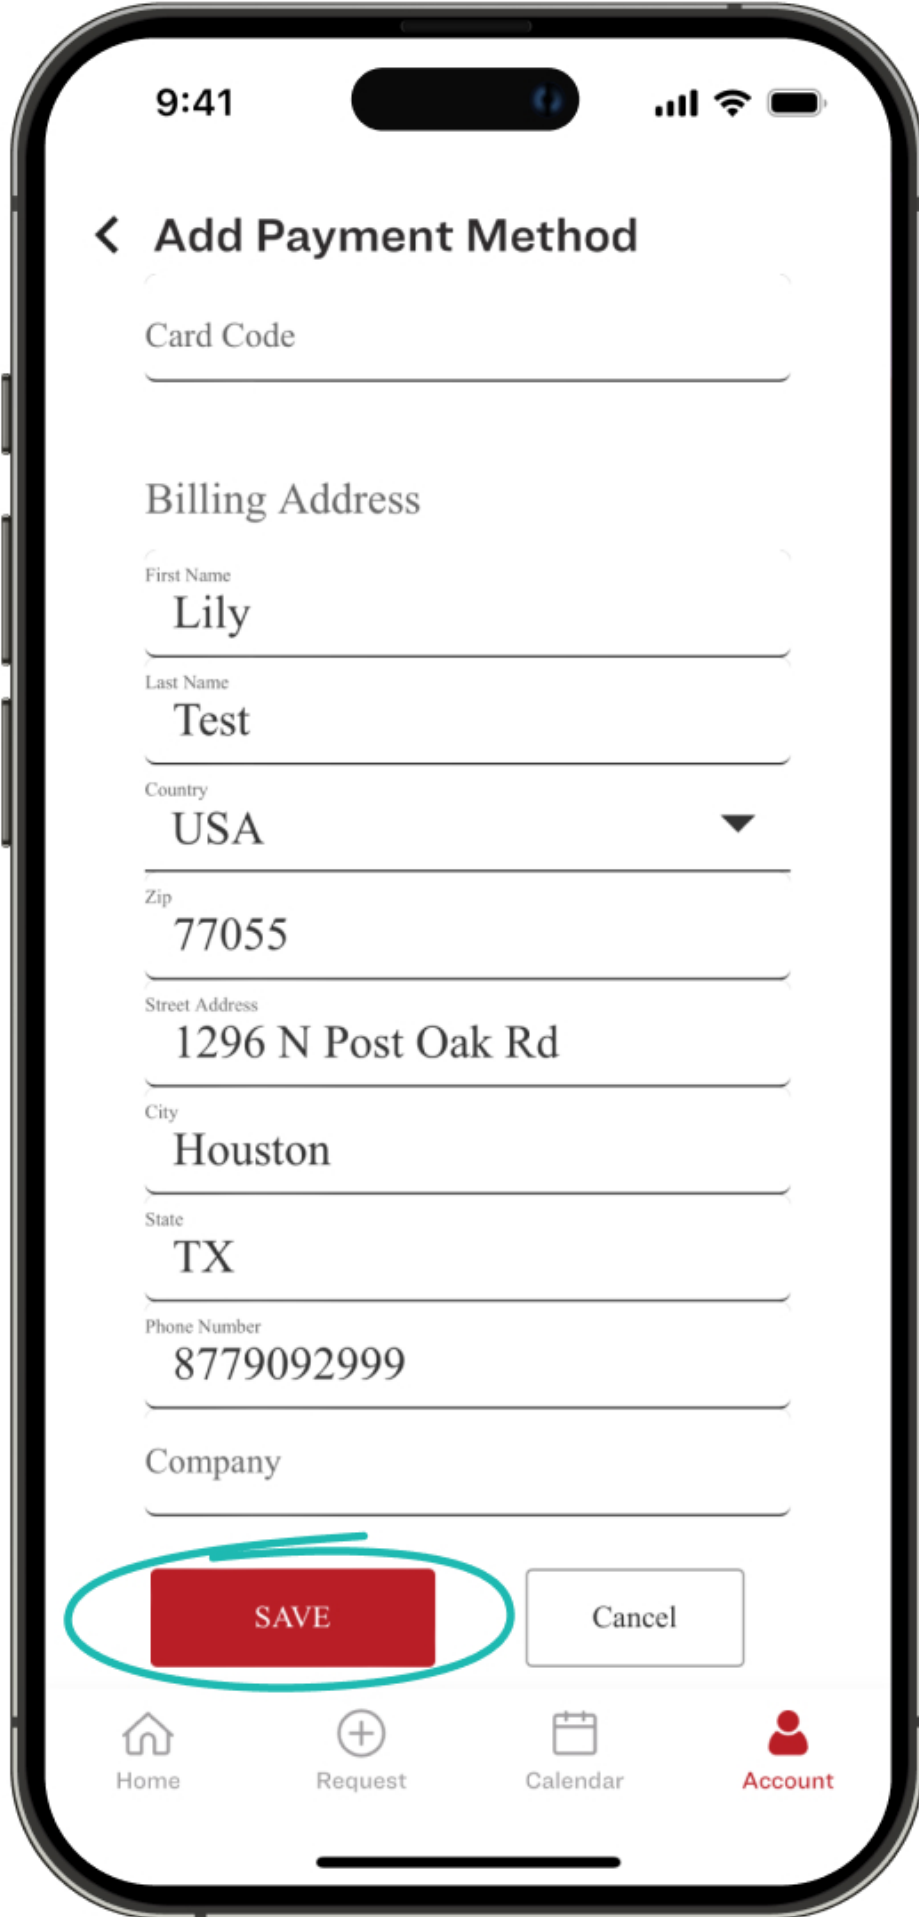 9:41
Add Payment Method
Card Code
Billing Address
First Name
Lily
Last Name
Test
Country
USA
Zip
77055
Street Address
1296 N Post Oak Rd
City
Houston
State
TX
Phone Number
8779092999
Company
SAVE Cancel
Home Request Calendar Account